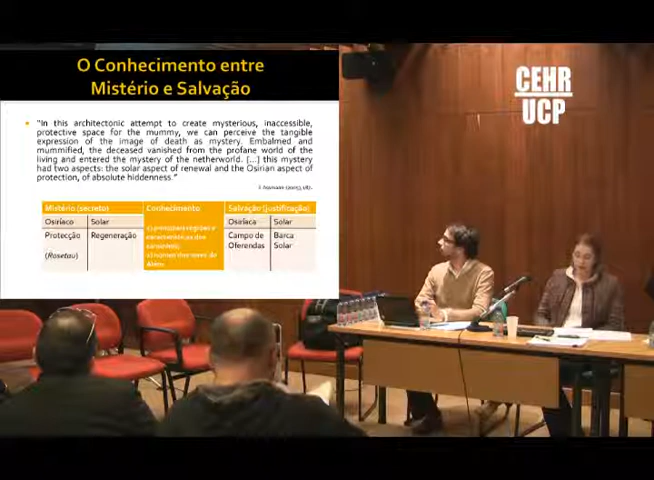 O Conhecimento entre
Mistério e Salvação
CEHR
UCP
"In this architectonic attempt to create mysterious, inaccessible,
protective space for the mummy, we can perceive the tangible
expression of the image of death as mystery. Embalmed and
mummified, the deceased vanished from the profane world of the
living and entered the mystery of the netherworld. [...] this mystery
had two aspects: the solar aspect of renewal and the Osirian aspect of
protection, of absolute hiddenness."
Mistério (secreto) Conhecimento Salvação (justificação)
Osiríaco Solar Osiríaca Solar
Protecção Regeneração Campo de Barca
Oferendas Solar
(Rosetau)